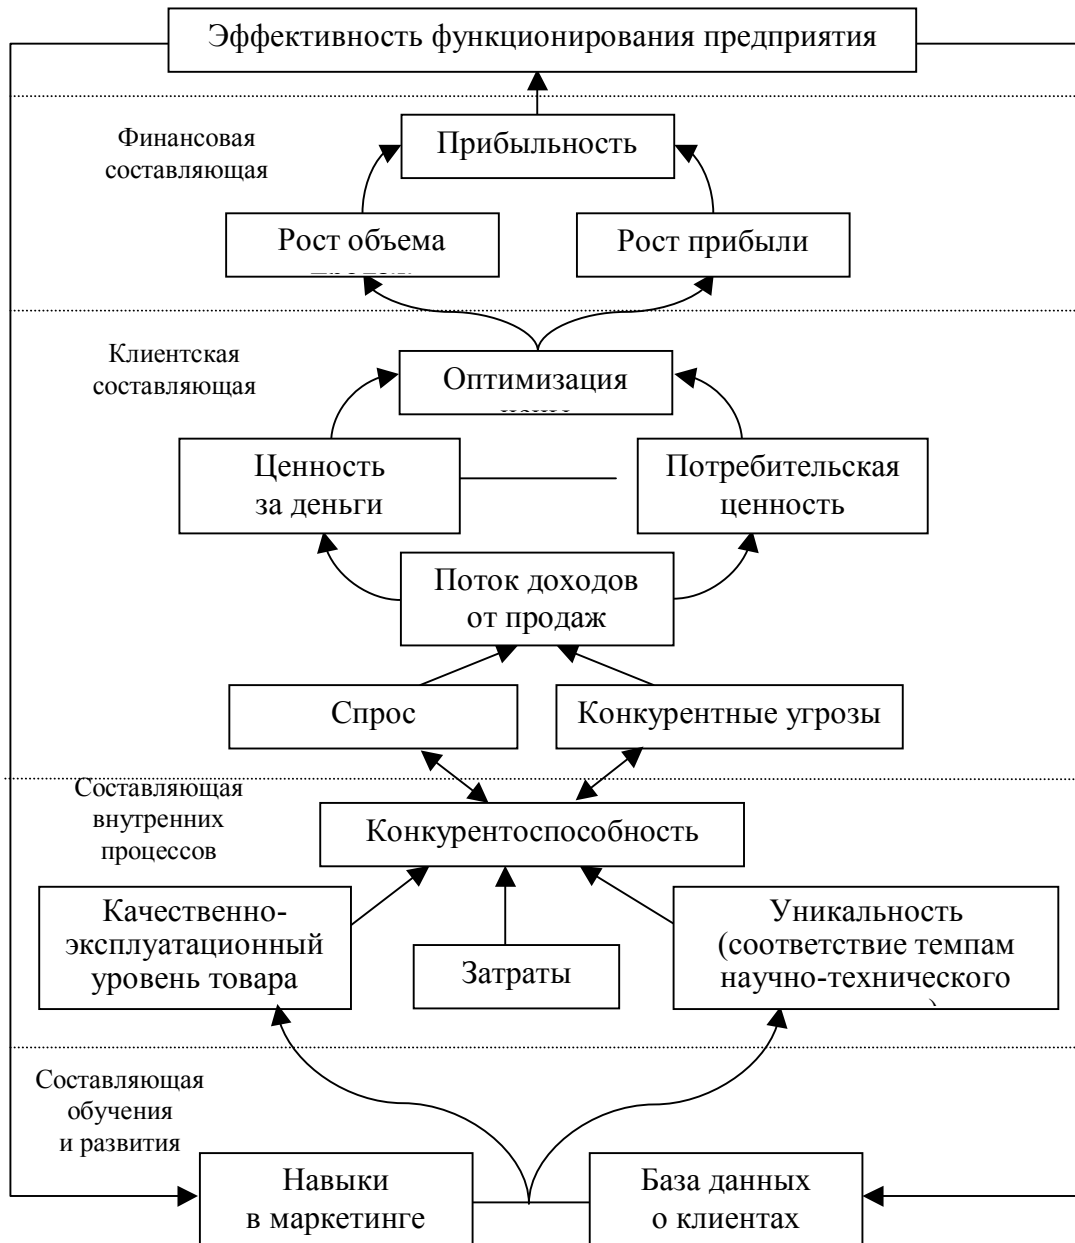 Эффективность функционирования предприятия
Финансовая
составляющая
Прибыльность
Рост объема
Рост прибыли
Клиентская
составляющая
Оптимизация
Ценность
за деньги
Потребительская
ценность
Поток доходов
от продаж
Спрос
Конкурентные угрозы
Составляющая
внутренних
процессов
Конкурентоспособность
Качественно-
эксплуатационный
уровень товара
Затраты
Уникальность
(соответствие темпам
научно-технического
Составляющая
обучения
и развития
Навыки
в маркетинге
База данных
о клиентах